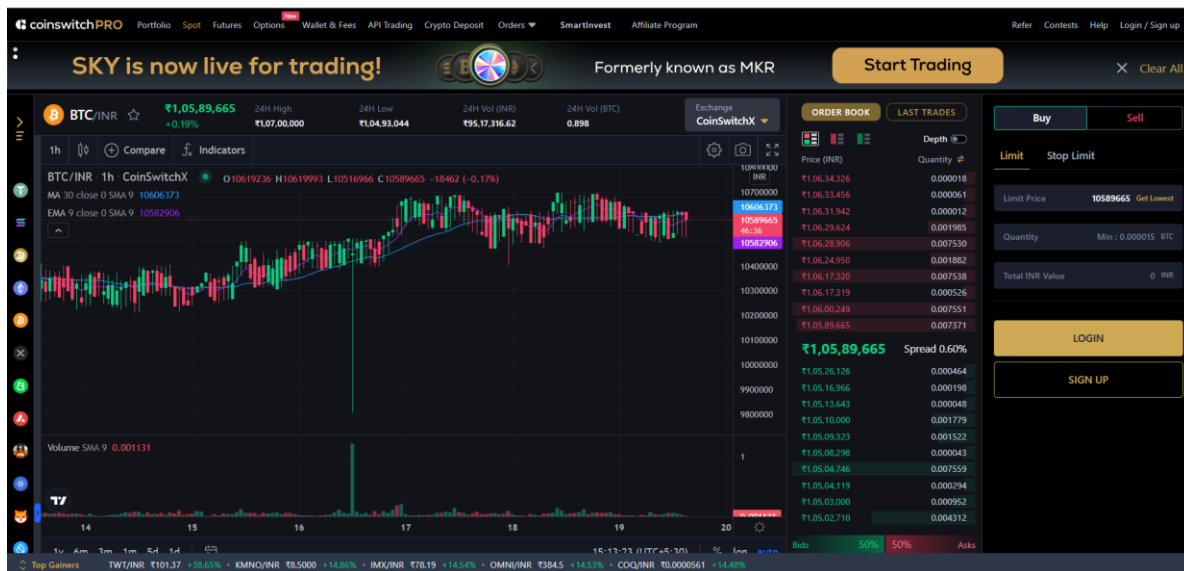 coinswitch PRO Portfolio Spot Futures Options New Wallet & Fees API Trading Crypto Deposit Orders SmartInvest Affiliate Program Refer Contests Help Login / Sign up
SKY is now live for trading! Formerly known as MKR Start Trading Clear All
BTC/INR ₹1,05,89,665 +0.19% 24H High ₹1,07,00,000 24H Low ₹1,04,93,044 24H Vol (INR) ₹95,17,316.62 24H Vol (BTC) 0.898 Exchange CoinSwitchX
1h Compare fx Indicators
BTC/INR · 1h · CoinSwitchX O10619236 H10619993 L10516966 C10589665 −18462 (−0.17%)
MA 30 close 0 SMA 9 10606373
EMA 9 close 0 SMA 9 10582906
INR
10700000
10606373
10589665
46:36
10582906
10400000
10300000
10200000
10100000
10000000
9900000
9800000
Volume SMA 9 0.001131
1
0.001131
14 15 16 17 18 19 20
1y 6m 3m 1m 5d 1d 15:13:23 (UTC+5:30) % log auto
ORDER BOOK LAST TRADES
Depth
Price (INR) Quantity
₹1,06,34,326 0.000018
₹1,06,33,456 0.000061
₹1,06,31,942 0.000012
₹1,06,29,624 0.001985
₹1,06,28,906 0.007530
₹1,06,24,950 0.001882
₹1,06,17,320 0.007538
₹1,06,17,319 0.000526
₹1,06,00,249 0.007551
₹1,05,89,665 0.007371
₹1,05,89,665 Spread 0.60%
₹1,05,26,126 0.000464
₹1,05,16,966 0.000198
₹1,05,13,643 0.000048
₹1,05,10,000 0.001779
₹1,05,09,323 0.001522
₹1,05,08,298 0.000043
₹1,05,04,746 0.007559
₹1,05,04,119 0.000294
₹1,05,03,000 0.000952
₹1,05,02,710 0.004312
Bids 50% 50% Asks
Buy Sell
Limit Stop Limit
Limit Price 10589665 Get Lowest
Quantity Min : 0.000015 BTC
Total INR Value 0 INR
LOGIN
SIGN UP
Top Gainers TWT/INR ₹101.37 +38.65% • KMNO/INR ₹8.5000 +14.86% • IMX/INR ₹78.19 +14.54% • OMNI/INR ₹384.5 +14.53% • COQ/INR ₹0.0000561 +14.48%